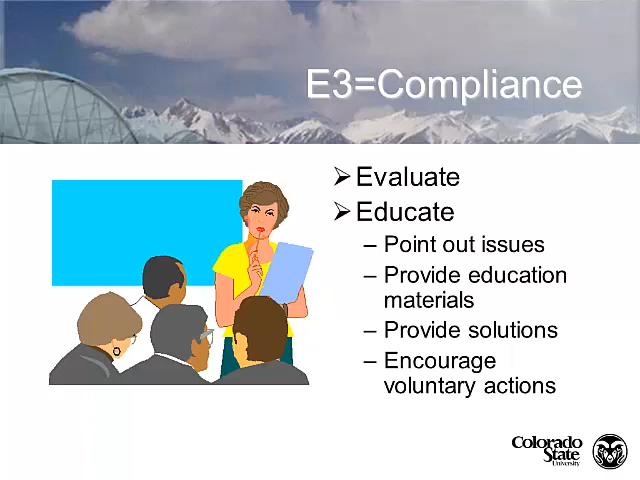 E3=Compliance
Evaluate
Educate
– Point out issues
– Provide education
materials
– Provide solutions
– Encourage
voluntary actions
Colorado
State
University